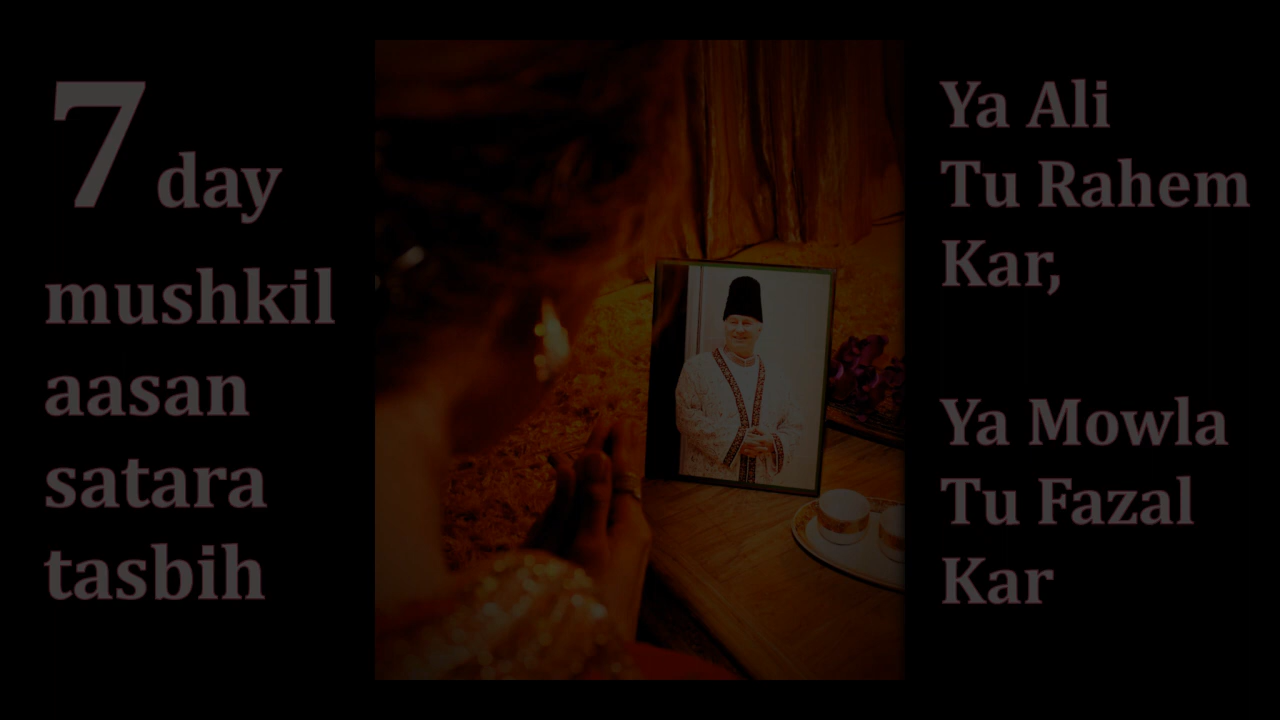 7 day
mushkil
aasan
satara
tasbih
Ya Ali
Tu Rahem
Kar,
Ya Mowla
Tu Fazal
Kar